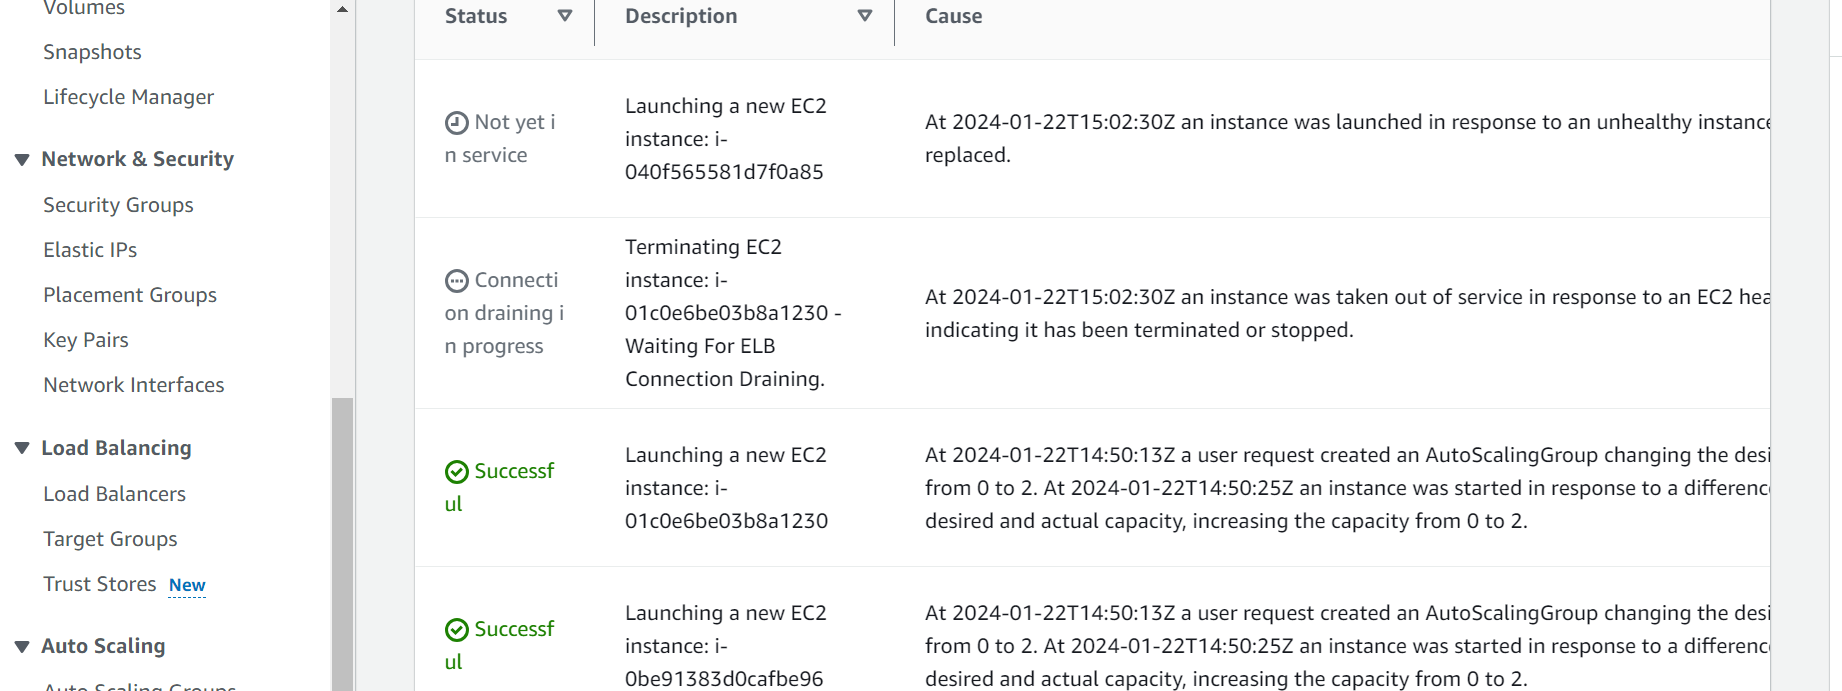 Volumes
Snapshots
Lifecycle Manager
Network & Security
Security Groups
Elastic IPs
Placement Groups
Key Pairs
Network Interfaces
Load Balancing
Load Balancers
Target Groups
Trust Stores New
Auto Scaling
Auto Scaling Groups
Status Description Cause
Not yet i
n service
Launching a new EC2
instance: i-
040f565581d7f0a85
At 2024-01-22T15:02:30Z an instance was launched in response to an unhealthy instance
replaced.
Connecti
on draining i
n progress
Terminating EC2
instance: i-
01c0e6be03b8a1230 -
Waiting For ELB
Connection Draining.
At 2024-01-22T15:02:30Z an instance was taken out of service in response to an EC2 hea
indicating it has been terminated or stopped.
Successf
ul
Launching a new EC2
instance: i-
01c0e6be03b8a1230
At 2024-01-22T14:50:13Z a user request created an AutoScalingGroup changing the desi
from 0 to 2. At 2024-01-22T14:50:25Z an instance was started in response to a differenc
desired and actual capacity, increasing the capacity from 0 to 2.
Successf
ul
Launching a new EC2
instance: i-
0be91383d0cafbe96
At 2024-01-22T14:50:13Z a user request created an AutoScalingGroup changing the desi
from 0 to 2. At 2024-01-22T14:50:25Z an instance was started in response to a differenc
desired and actual capacity, increasing the capacity from 0 to 2.